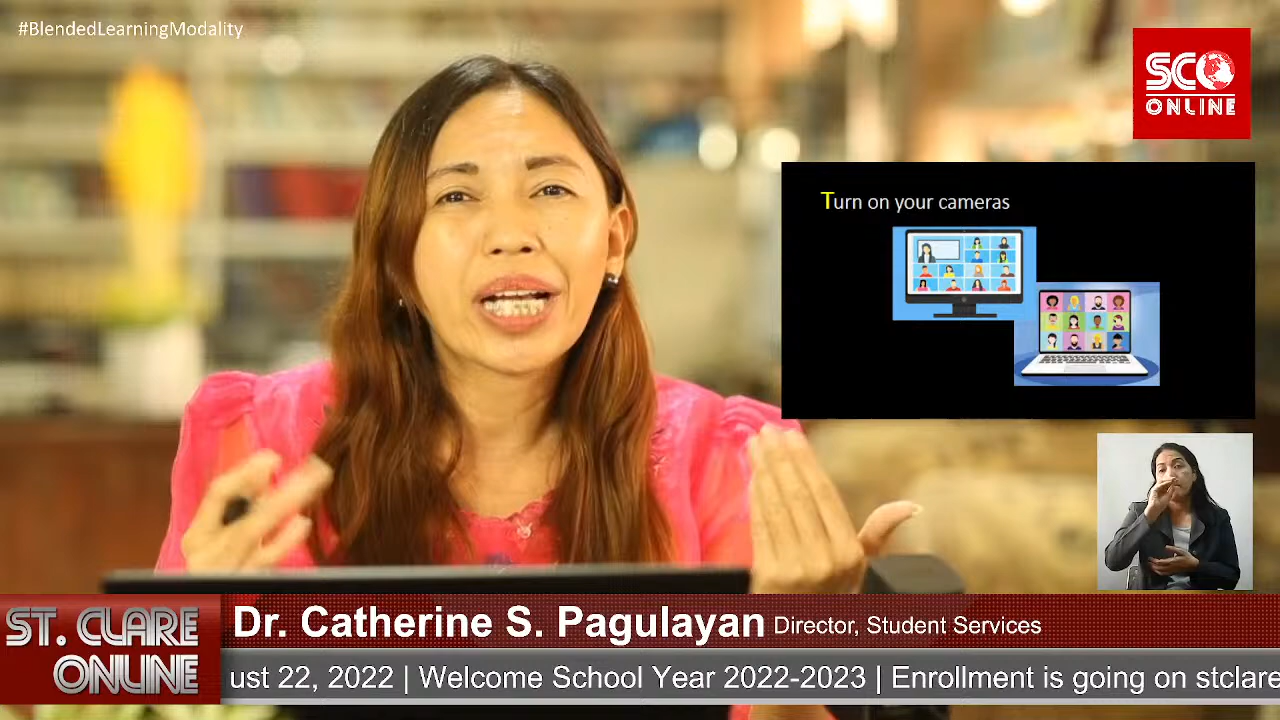 #BlendedLearningModality
SCO
ONLINE
Turn on your cameras
ST. CLARE
ONLINE
Dr. Catherine S. Pagulayan Director, Student Services
ust 22, 2022 | Welcome School Year 2022-2023 | Enrollment is going on stclare